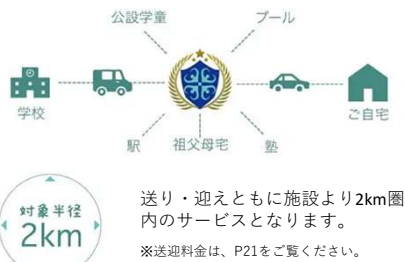 公設学童
プール
学校
ご自宅
駅
祖父母宅
塾
対象半径
2km
送り・迎えともに施設より2km圏
内のサービスとなります。
※送迎料金は、P21をご覧ください。